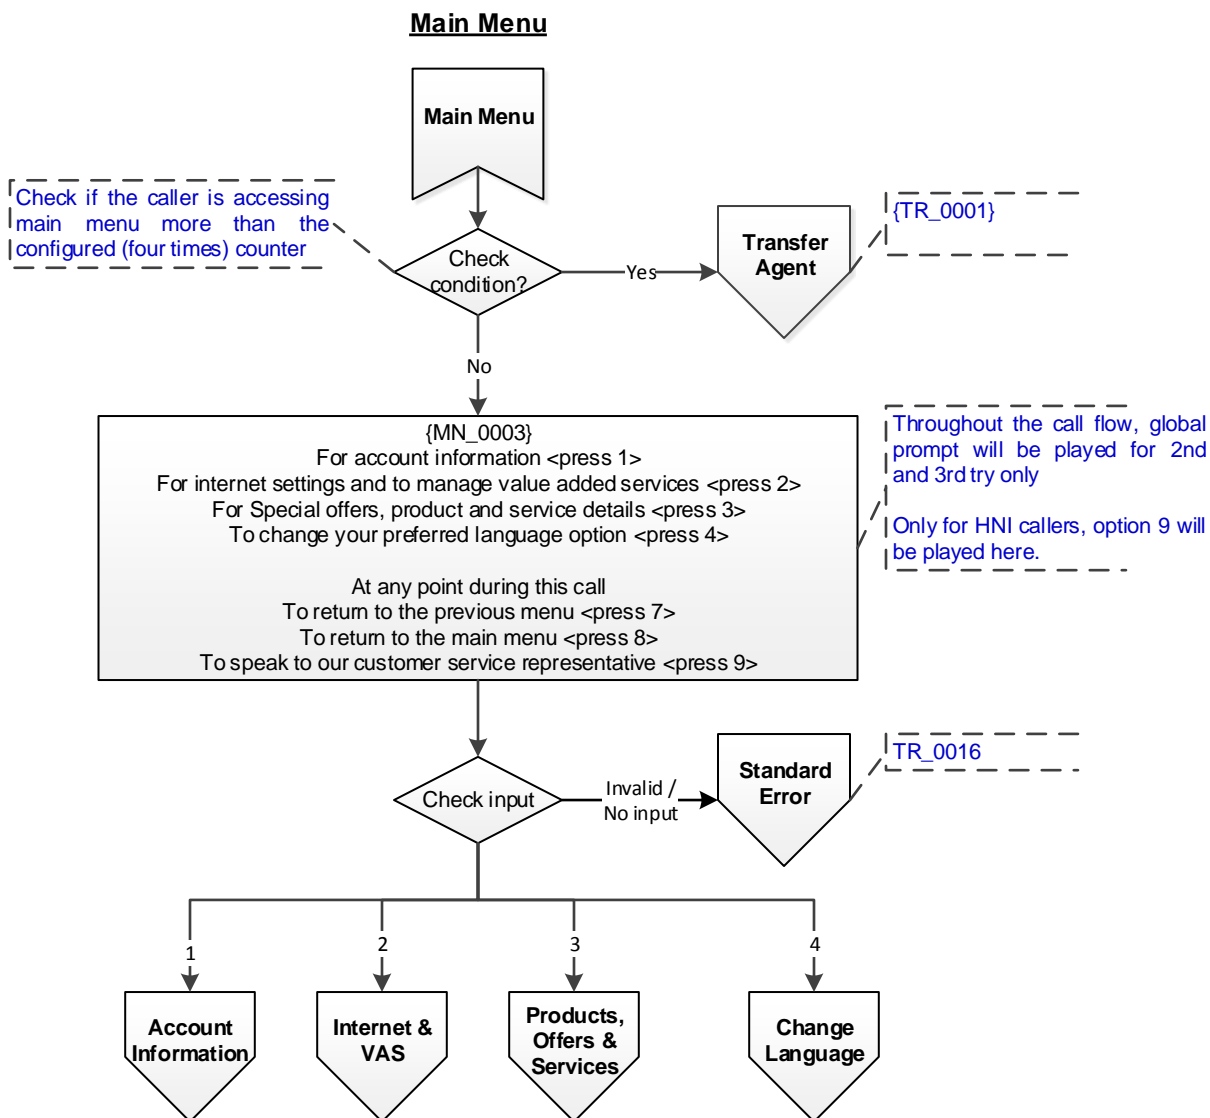 Main Menu
Main Menu
Check if the caller is accessing
main menu more than the
configured (four times) counter
Check
condition?
Yes
Transfer
Agent
{TR_0001}
No
{MN_0003}
For account information <press 1>
For internet settings and to manage value added services <press 2>
For Special offers, product and service details <press 3>
To change your preferred language option <press 4>
At any point during this call
To return to the previous menu <press 7>
To return to the main menu <press 8>
To speak to our customer service representative <press 9>
Throughout the call flow, global
prompt will be played for 2nd
and 3rd try only
Only for HNI callers, option 9 will
be played here.
Check input
Invalid /
No input
Standard
Error
TR_0016
1
2
3
4
Account
Information
Internet &
VAS
Products,
Offers &
Services
Change
Language